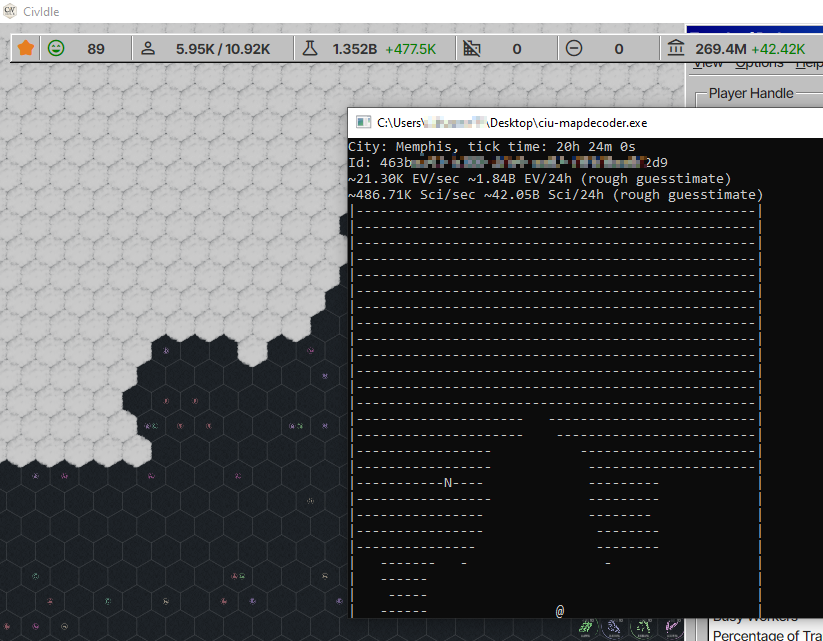 CivIdle
89
5.95K / 10.92K
1.352B +477.5K
0
0
269.4M +42.42K
View Options Help
Player Handle
C:\Users\ \Desktop\ciu-mapdecoder.exe
City: Memphis, tick time: 20h 24m 0s
Id: 463b 2d9
~21.30K EV/sec ~1.84B EV/24h (rough guesstimate)
~486.71K Sci/sec ~42.05B Sci/24h (rough guesstimate)
N
@
Busy Workers
Percentage of Tra